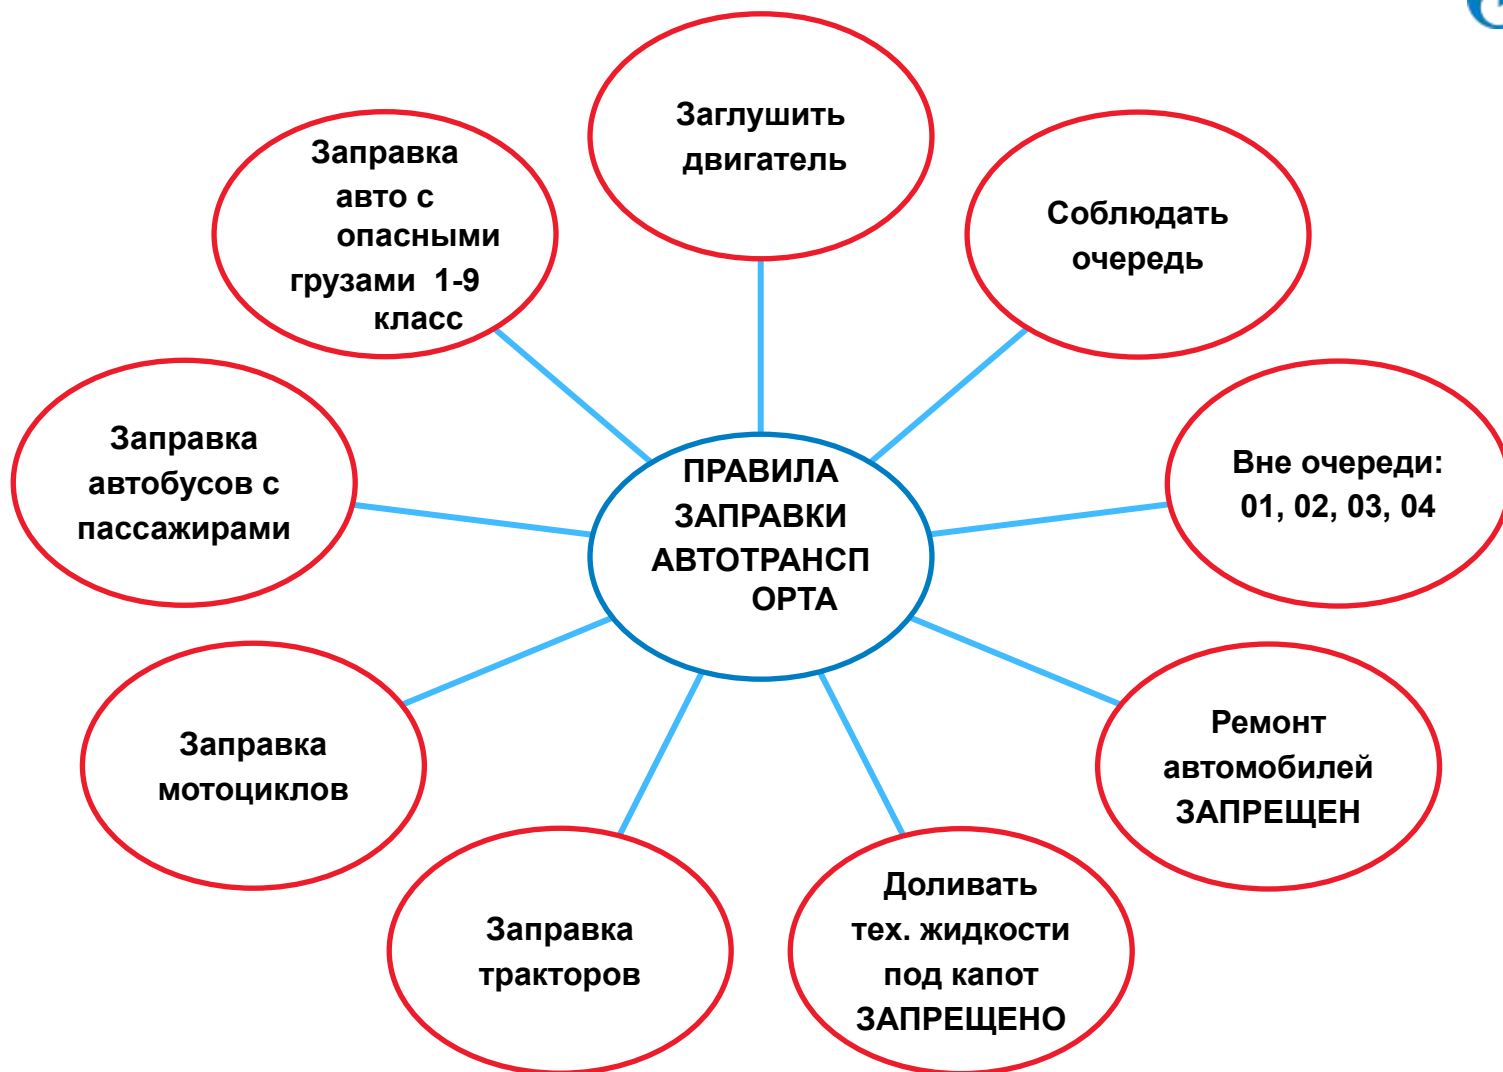 Заглушить
двигатель
Соблюдать
очередь
Вне очереди:
01, 02, 03, 04
Ремонт
автомобилей
ЗАПРЕЩЕН
Доливать
тех. жидкости
под капот
ЗАПРЕЩЕНО
Заправка
тракторов
Заправка
мотоциклов
Заправка
автобусов с
пассажирами
Заправка
авто с
опасными
грузами 1-9
класс
ПРАВИЛА
ЗАПРАВКИ
АВТОТРАНСП
ОРТА